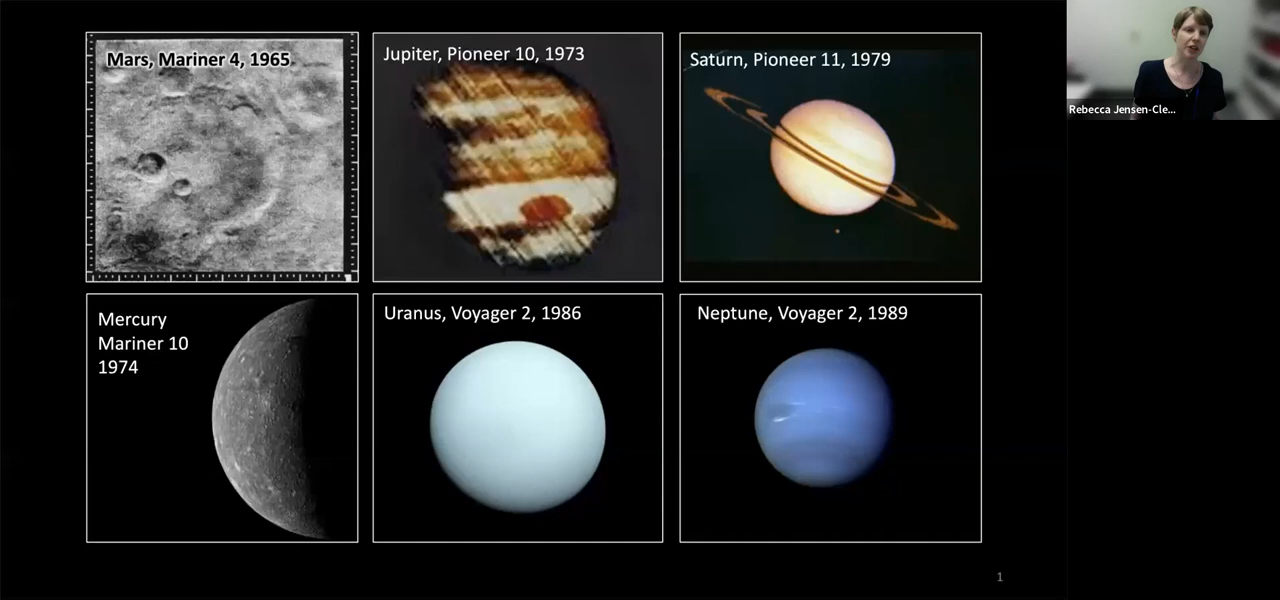 Mars, Mariner 4, 1965
Jupiter, Pioneer 10, 1973
Saturn, Pioneer 11, 1979
Rebecca Jensen-Cle...
Mercury
Mariner 10
1974
Uranus, Voyager 2, 1986
Neptune, Voyager 2, 1989
1